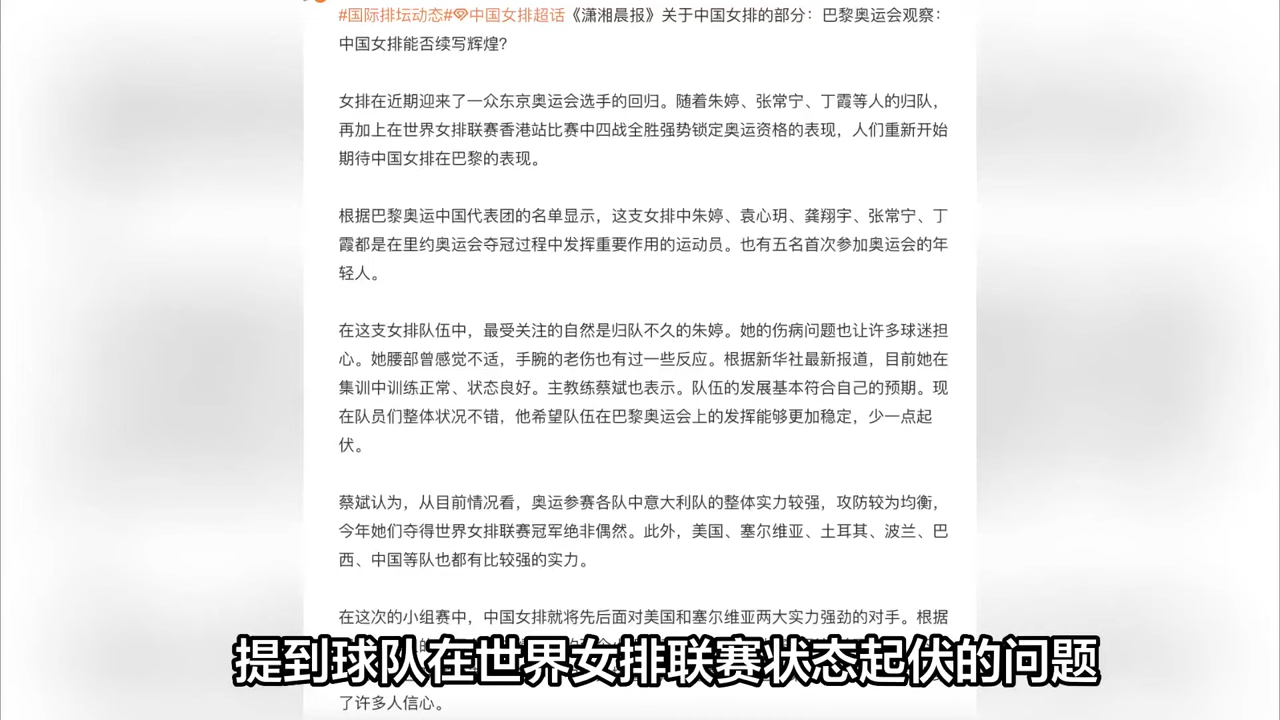 #国际排坛动态#中国女排超话《潇湘晨报》关于中国女排的部分：巴黎奥运会观察：
中国女排能否续写辉煌？
女排在近期迎来了一众东京奥运会选手的回归。随着朱婷、张常宁、丁霞等人的归队，
再加上在世界女排联赛香港站比赛中四战全胜强势锁定奥运资格的表现，人们重新开始
期待中国女排在巴黎的表现。
根据巴黎奥运中国代表团的名单显示，这支女排中朱婷、袁心玥、龚翔宇、张常宁、丁
霞都是在里约奥运会夺冠过程中发挥重要作用的运动员。也有五名首次参加奥运会的年
轻人。
在这支女排队伍中，最受关注的自然是归队不久的朱婷。她的伤病问题也让许多球迷担
心。她腰部曾感觉不适，手腕的老伤也有过一些反应。根据新华社最新报道，目前她在
集训中训练正常、状态良好。主教练蔡斌也表示。队伍的发展基本符合自己的预期。现
在队员们整体状况不错，他希望队伍在巴黎奥运会上的发挥能够更加稳定，少一点起
伏。
蔡斌认为，从目前情况看，奥运参赛各队中意大利队的整体实力较强，攻防较为均衡，
今年她们夺得世界女排联赛冠军绝非偶然。此外，美国、塞尔维亚、土耳其、波兰、巴
西、中国等队也都有比较强的实力。
在这次的小组赛中，中国女排就将先后面对美国和塞尔维亚两大实力强劲的对手。根据
提到球队在世界女排联赛状态起伏的问题
了许多人信心。